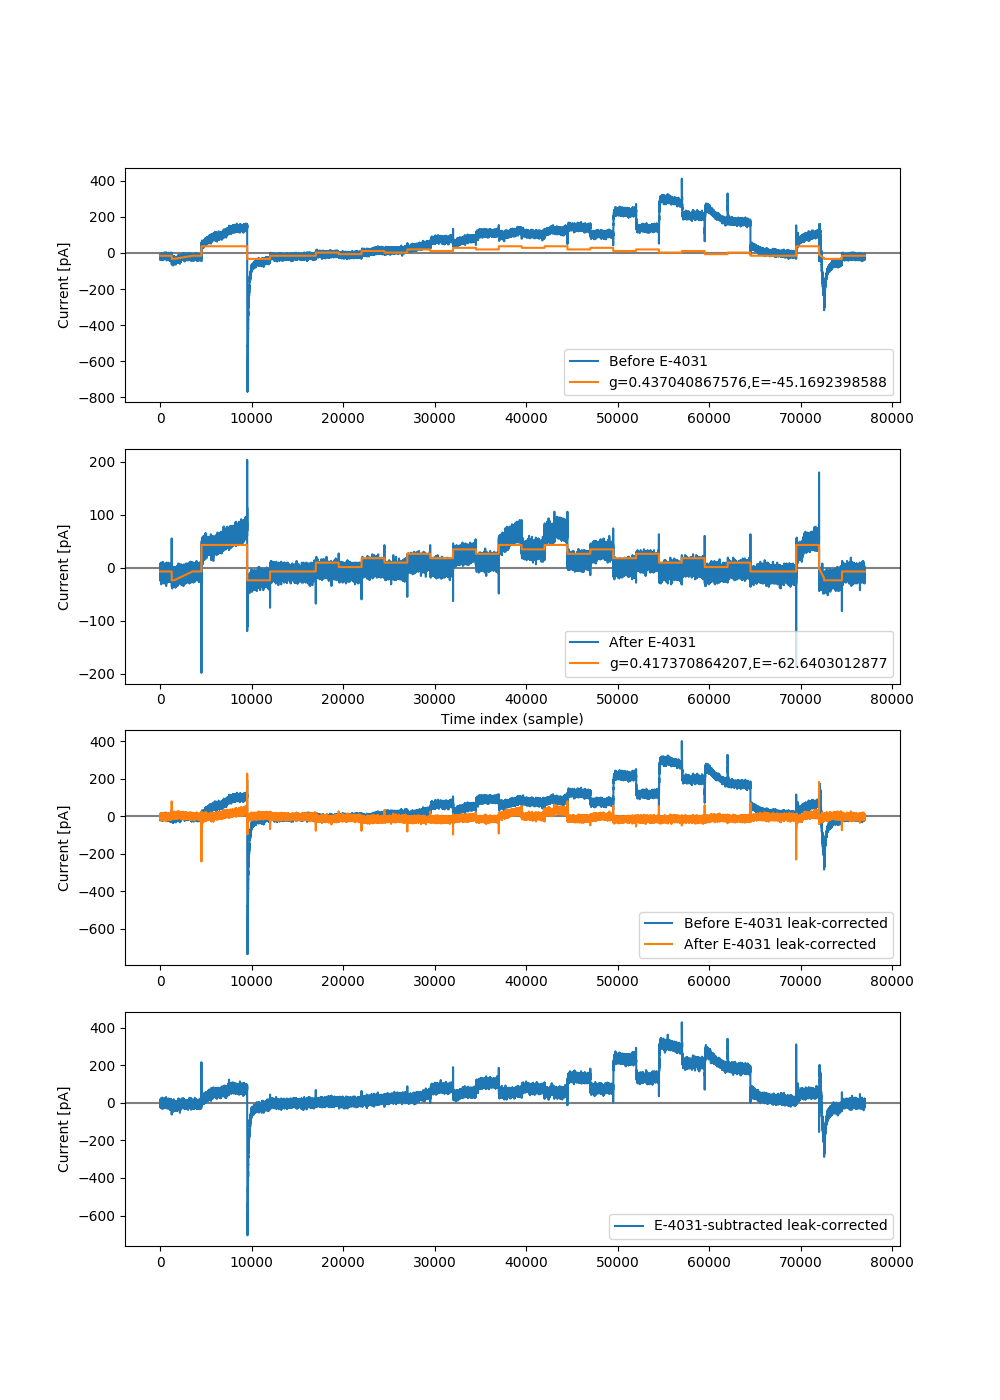 400
200
0
−200
−400
−600
−800
Current [pA]
Before E-4031
g=0.437040867576,E=-45.1692398588
0 10000 20000 30000 40000 50000 60000 70000 80000
200
100
0
−100
−200
Current [pA]
After E-4031
g=0.417370864207,E=-62.6403012877
0 10000 20000 30000 40000 50000 60000 70000 80000
Time index (sample)
400
200
0
−200
−400
−600
Current [pA]
Before E-4031 leak-corrected
After E-4031 leak-corrected
0 10000 20000 30000 40000 50000 60000 70000 80000
400
200
0
−200
−400
−600
Current [pA]
E-4031-subtracted leak-corrected
0 10000 20000 30000 40000 50000 60000 70000 80000